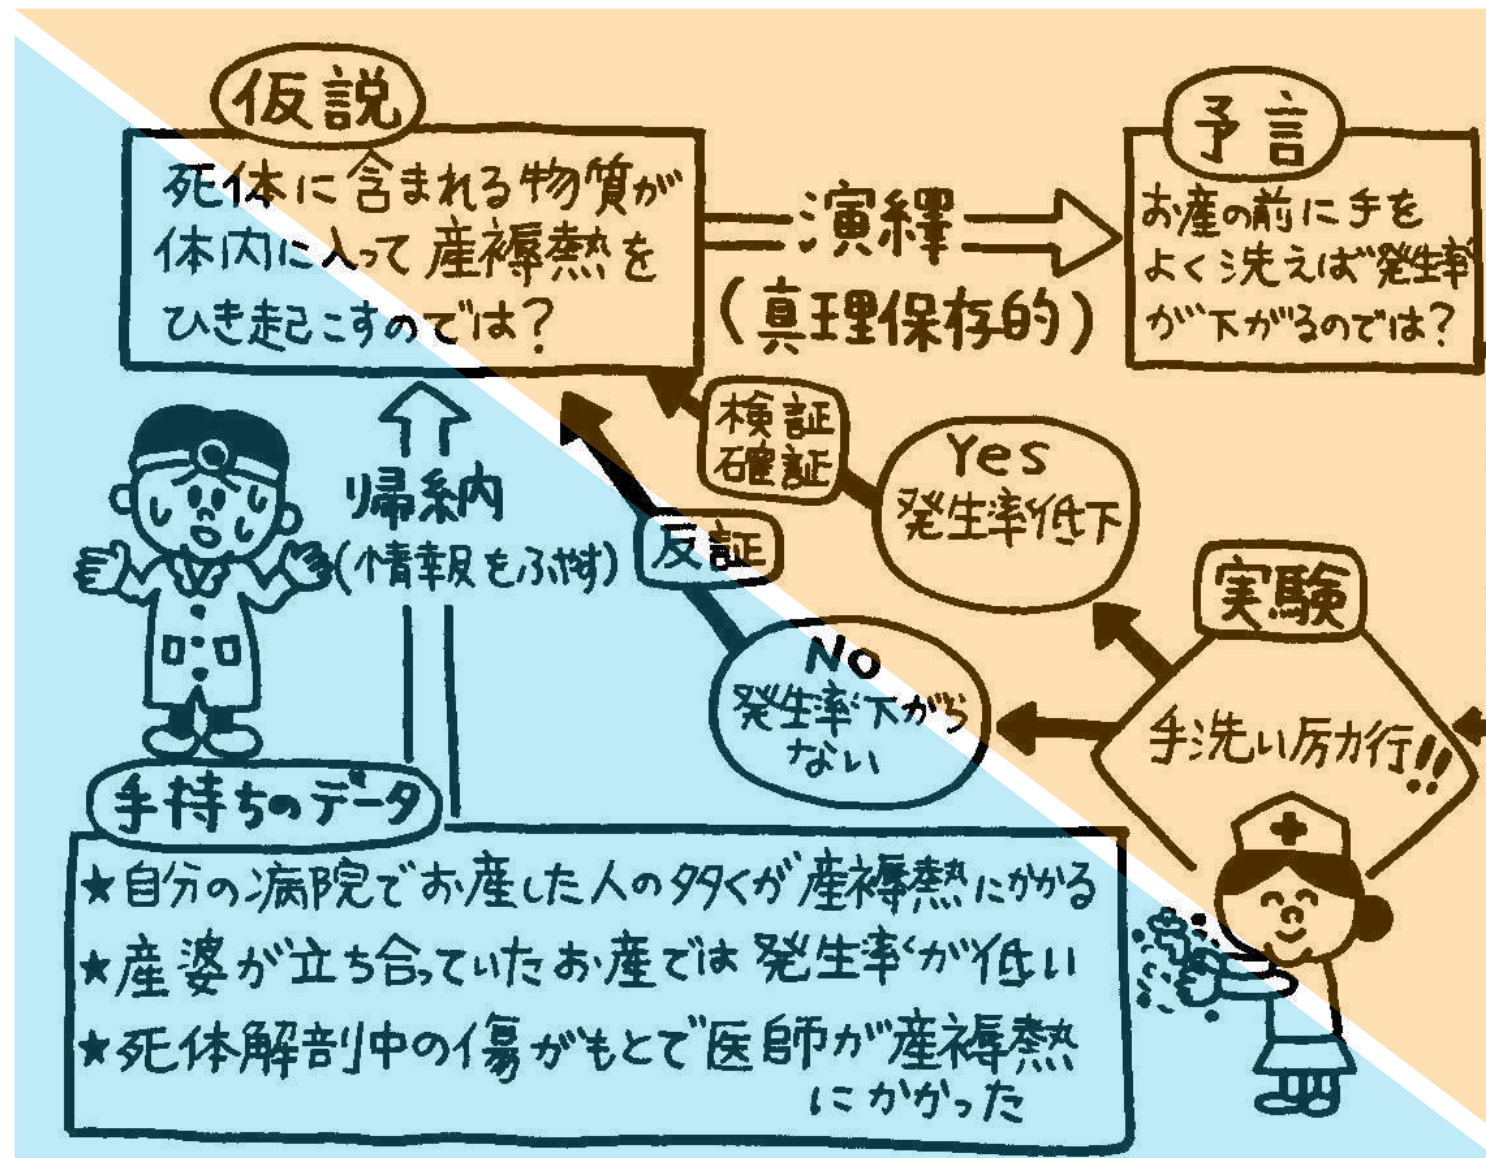 仮説
死体に含まれる物質が
体内に入って産褥熱を
ひき起こすのでは?
演繹
(真理保存的)
予言
お産の前に手を
よく洗えば発生率
が下がるのでは?
検証
確証
Yes
発生率低下
帰納
(情報をふやす)
反証
No
発生率下がら
ない
実験
手洗い励行!!
手持ちのデータ
★自分の病院でお産した人の多くが産褥熱にかかる
★産婆が立ち合っていたお産では発生率が低い
★死体解剖中の傷がもとで医師が産褥熱
にかかった